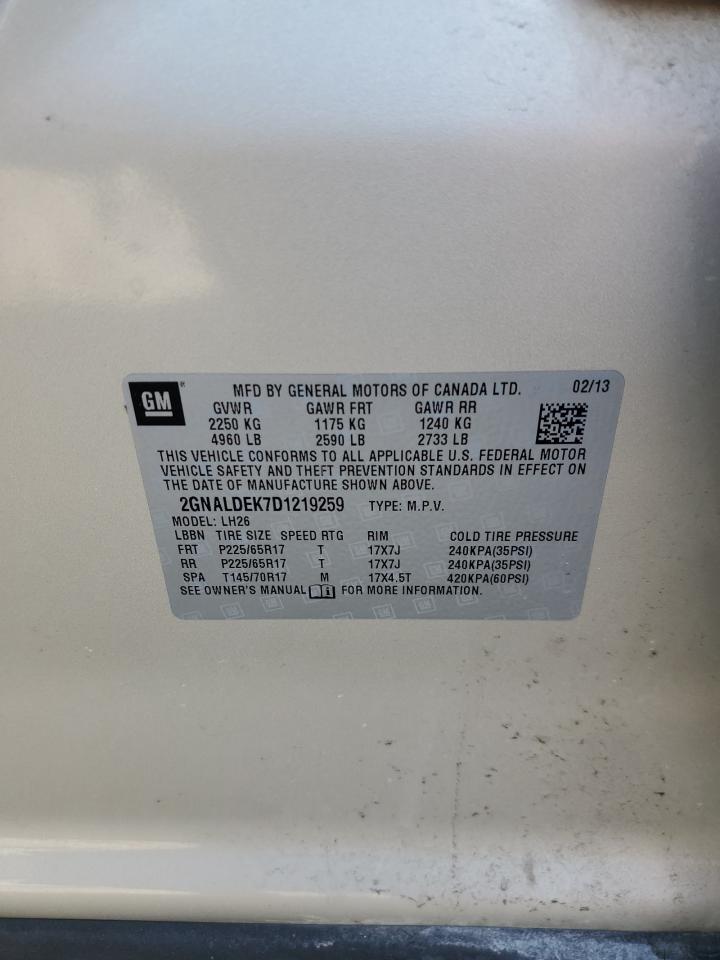 GM ® MFD BY GENERAL MOTORS OF CANADA LTD. 02/13
GVWR GAWR FRT GAWR RR
2250 KG 1175 KG 1240 KG
4960 LB 2590 LB 2733 LB
THIS VEHICLE CONFORMS TO ALL APPLICABLE U.S. FEDERAL MOTOR
VEHICLE SAFETY AND THEFT PREVENTION STANDARDS IN EFFECT ON
THE DATE OF MANUFACTURE SHOWN ABOVE.
2GNALDEK7D1219259 TYPE: M.P.V.
MODEL: LH26
LBBN TIRE SIZE SPEED RTG RIM COLD TIRE PRESSURE
FRT P225/65R17 T 17X7J 240KPA(35PSI)
RR P225/65R17 T 17X7J 240KPA(35PSI)
SPA T145/70R17 M 17X4.5T 420KPA(60PSI)
SEE OWNER'S MANUAL FOR MORE INFORMATION.